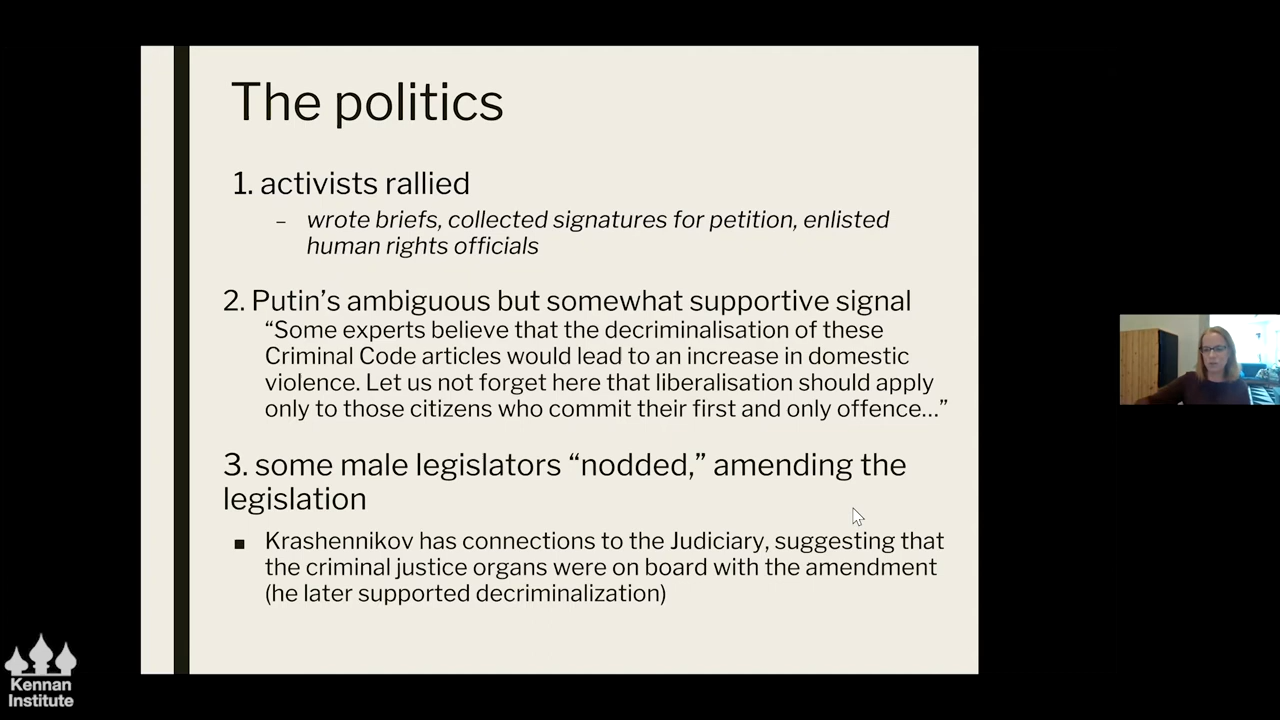 The politics
1. activists rallied
– wrote briefs, collected signatures for petition, enlisted
human rights officials
2. Putin’s ambiguous but somewhat supportive signal
“Some experts believe that the decriminalisation of these
Criminal Code articles would lead to an increase in domestic
violence. Let us not forget here that liberalisation should apply
only to those citizens who commit their first and only offence…”
3. some male legislators “nodded,” amending the
legislation
■ Krashennikov has connections to the Judiciary, suggesting that
the criminal justice organs were on board with the amendment
(he later supported decriminalization)
Kennan
Institute